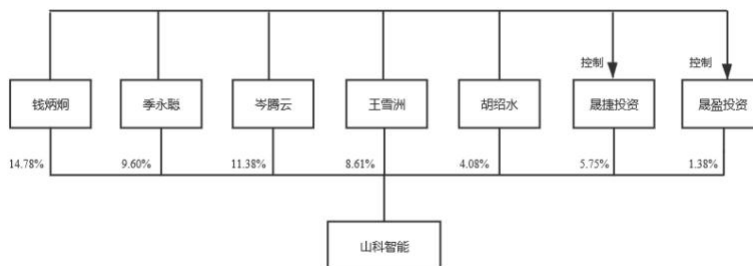 控制
控制
钱炳炯
季永聪
岑腾云
王雪洲
胡绍水
晟捷投资
晟盈投资
14.78%
9.60%
11.38%
8.61%
4.08%
5.75%
1.38%
山科智能